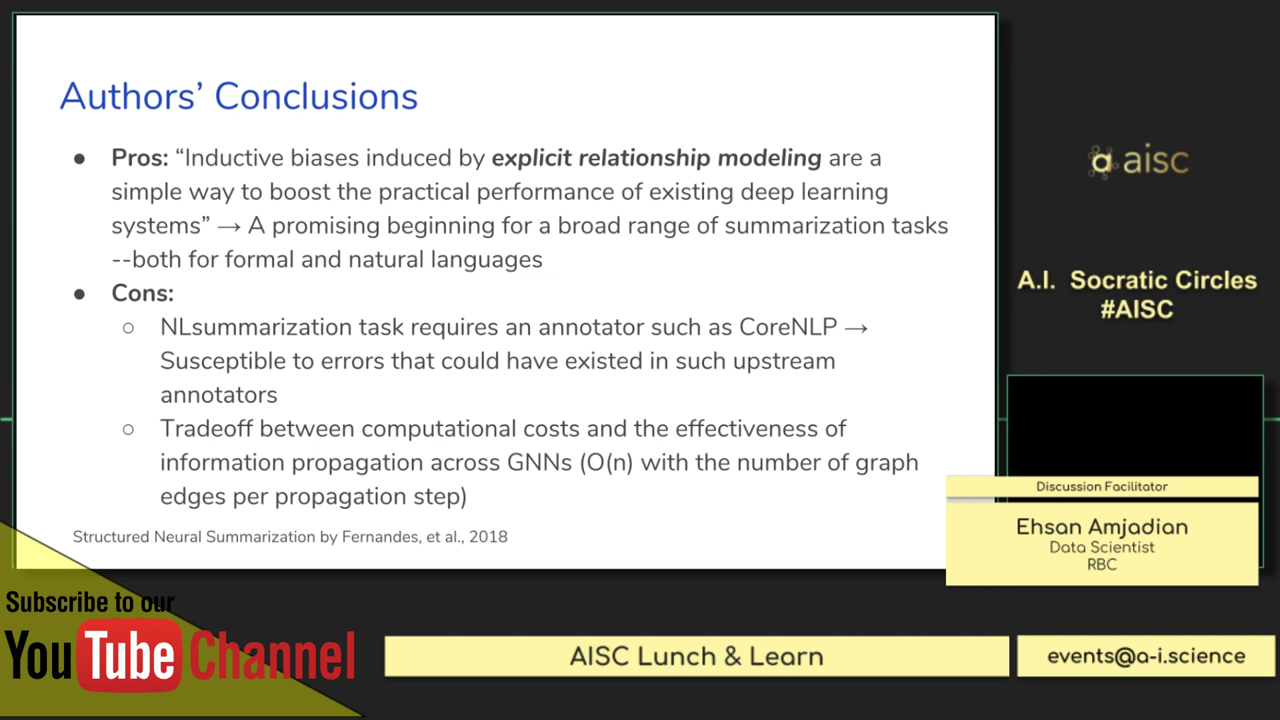 Authors’ Conclusions
● Pros: “Inductive biases induced by explicit relationship modeling are a
simple way to boost the practical performance of existing deep learning
systems” → A promising beginning for a broad range of summarization tasks
--both for formal and natural languages
● Cons:
○ NLsummarization task requires an annotator such as CoreNLP →
Susceptible to errors that could have existed in such upstream
annotators
○ Tradeoff between computational costs and the effectiveness of
information propagation across GNNs (O(n) with the number of graph
edges per propagation step)
Structured Neural Summarization by Fernandes, et al., 2018
aisc
A.I. Socratic Circles
#AISC
Discussion Facilitator
Ehsan Amjadian
Data Scientist
RBC
Subscribe to our
YouTube Channel
AISC Lunch & Learn
events@a-i.science